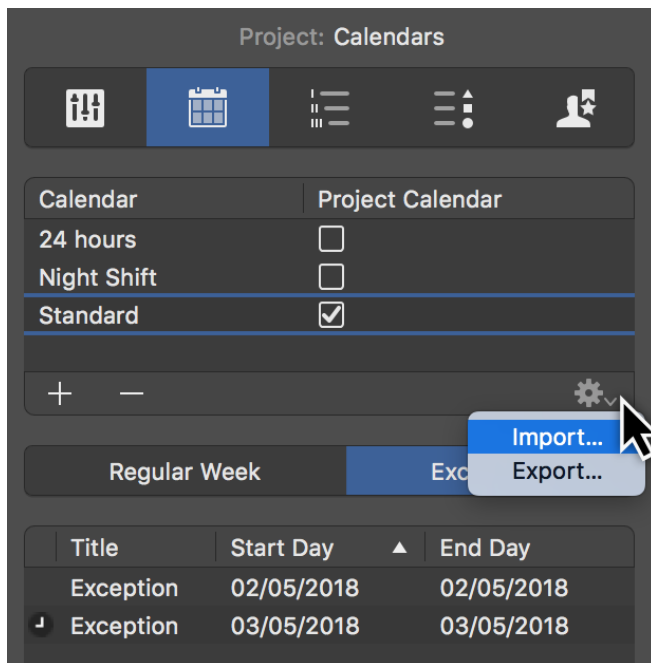 Project: Calendars
Calendar Project Calendar
24 hours
Night Shift
Standard
Import...
Regular Week Exc
Export...
Title Start Day End Day
Exception 02/05/2018 02/05/2018
Exception 03/05/2018 03/05/2018